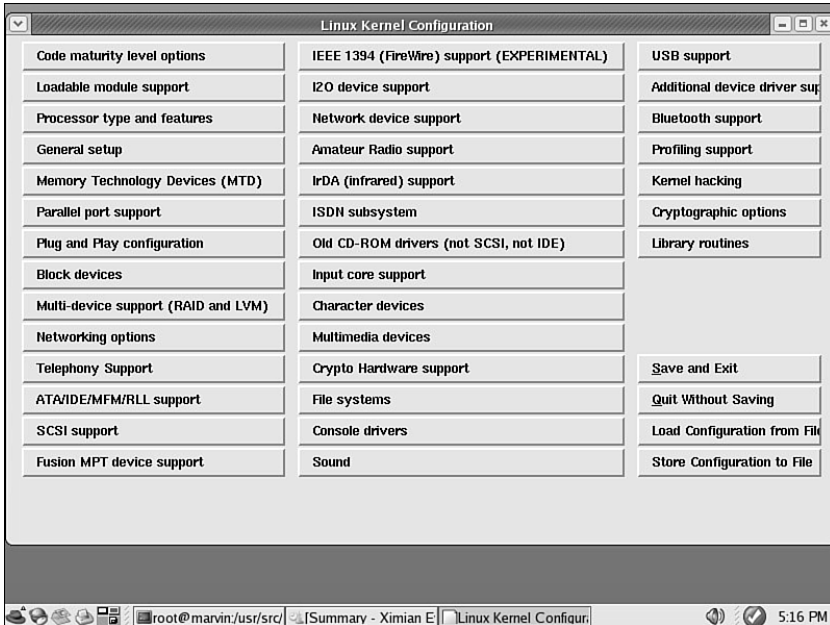 Linux Kernel Configuration
Code maturity level options
Loadable module support
Processor type and features
General setup
Memory Technology Devices (MTD)
Parallel port support
Plug and Play configuration
Block devices
Multi-device support (RAID and LVM)
Networking options
Telephony Support
ATA/IDE/MFM/RLL support
SCSI support
Fusion MPT device support
IEEE 1394 (FireWire) support (EXPERIMENTAL)
I2O device support
Network device support
Amateur Radio support
IrDA (infrared) support
ISDN subsystem
Old CD-ROM drivers (not SCSI, not IDE)
Input core support
Character devices
Multimedia devices
Crypto Hardware support
File systems
Console drivers
Sound
USB support
Additional device driver sup
Bluetooth support
Profiling support
Kernel hacking
Cryptographic options
Library routines
Save and Exit
Quit Without Saving
Load Configuration from File
Store Configuration to File
root@marvin:/usr/src/
[Summary - Ximian E
Linux Kernel Configura
5:16 PM